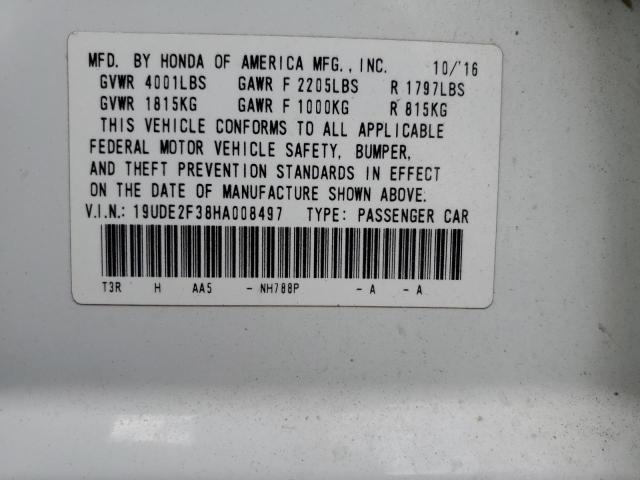 MFD. BY HONDA OF AMERICA MFG., INC. 10/'16
GVWR 4001LBS GAWR F 2205LBS R 1797LBS
GVWR 1815KG GAWR F 1000KG R 815KG
THIS VEHICLE CONFORMS TO ALL APPLICABLE
FEDERAL MOTOR VEHICLE SAFETY, BUMPER,
AND THEFT PREVENTION STANDARDS IN EFFECT
ON THE DATE OF MANUFACTURE SHOWN ABOVE.
V.I.N.: 19UDE2F38HA008497 TYPE: PASSENGER CAR
T3R H AA5 - NH788P - A - A